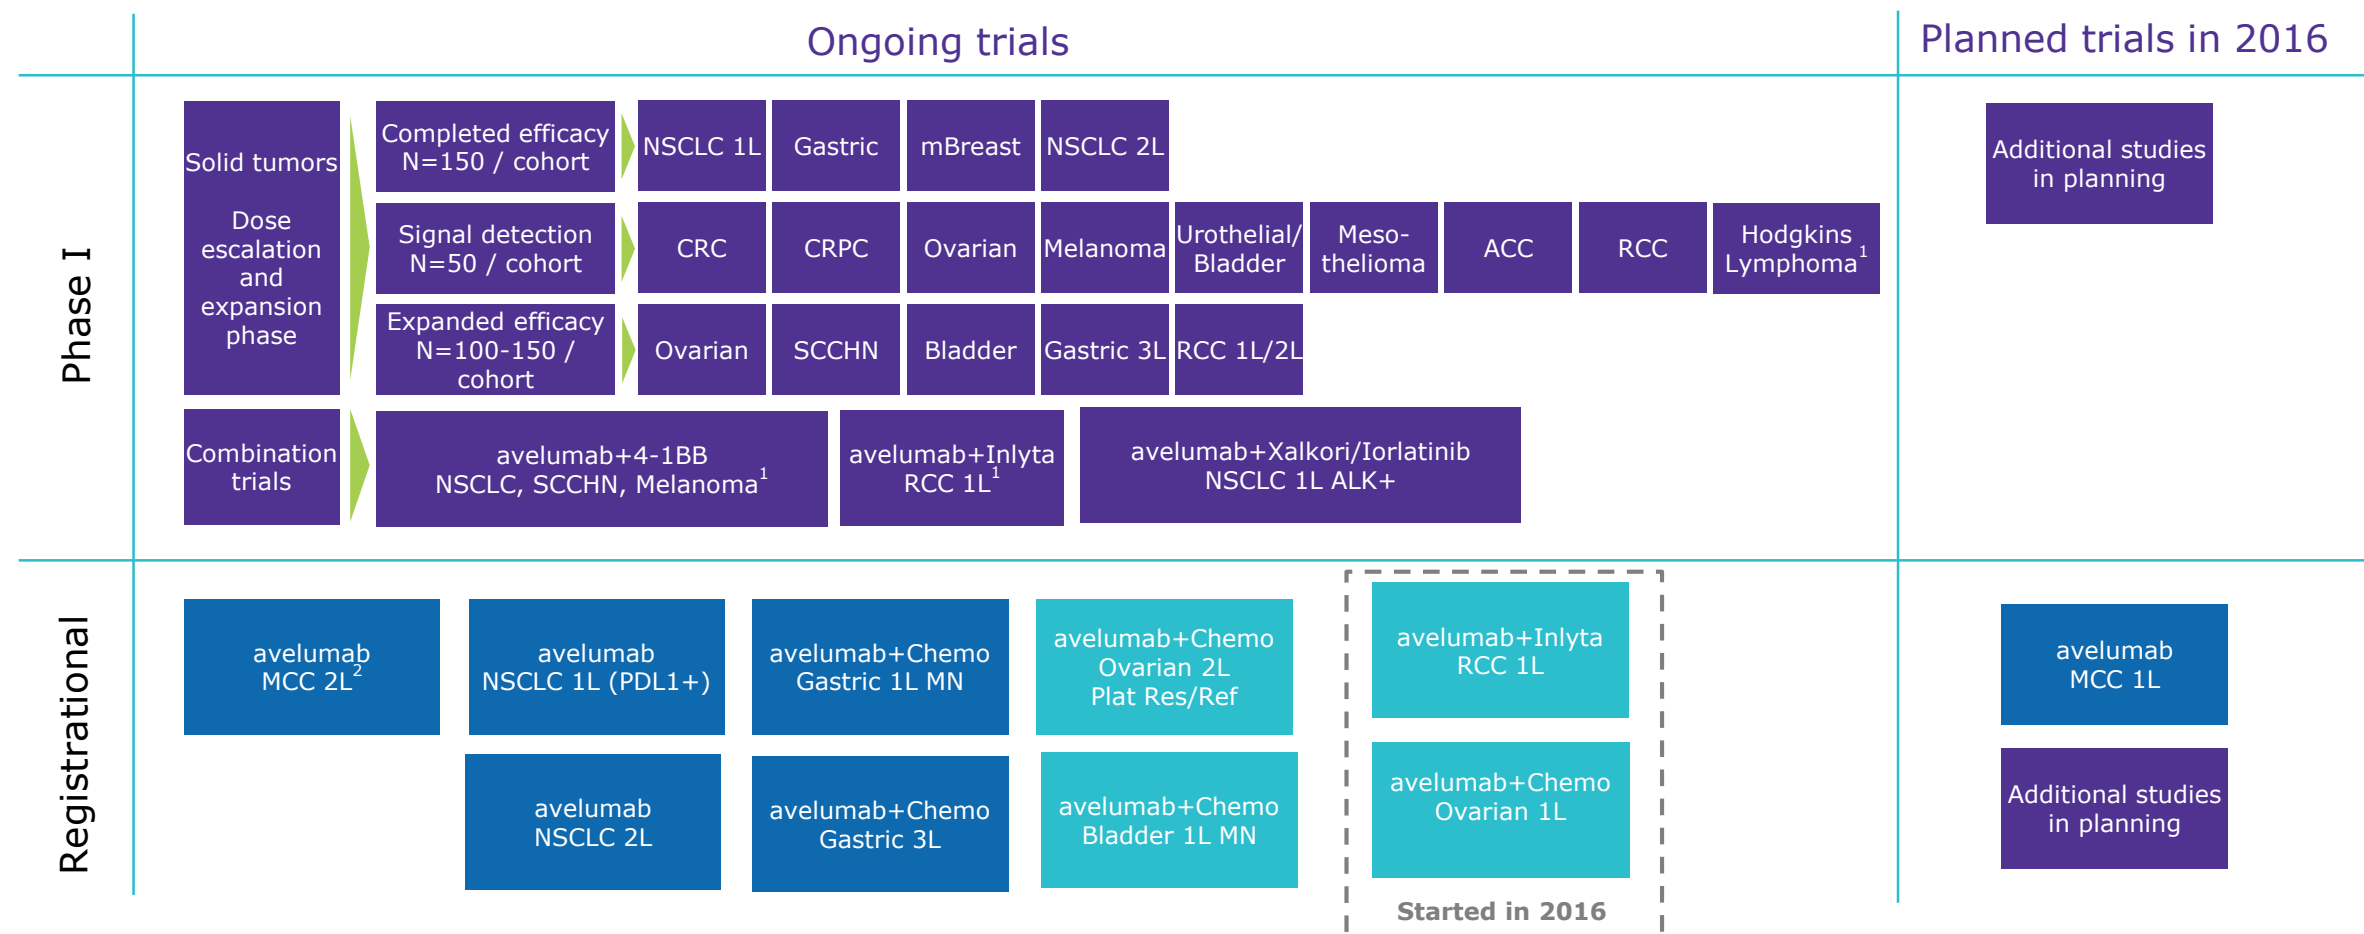 Ongoing trials
Planned trials in 2016
Phase I
Solid tumors
Dose
escalation
and
expansion
phase
Completed efficacy
N=150 / cohort
NSCLC 1L
Gastric
mBreast
NSCLC 2L
Signal detection
N=50 / cohort
CRC
CRPC
Ovarian
Melanoma
Urothelial/
Bladder
Meso-
thelioma
ACC
RCC
Hodgkins
Lymphoma1
Expanded efficacy
N=100-150 /
cohort
Ovarian
SCCHN
Bladder
Gastric 3L
RCC 1L/2L
Combination
trials
avelumab+4-1BB
NSCLC, SCCHN, Melanoma1
avelumab+Inlyta
RCC 1L1
avelumab+Xalkori/Iorlatinib
NSCLC 1L ALK+
Additional studies
in planning
Registrational
avelumab
MCC 2L2
avelumab
NSCLC 1L (PDL1+)
avelumab+Chemo
Gastric 1L MN
avelumab+Chemo
Ovarian 2L
Plat Res/Ref
avelumab+Inlyta
RCC 1L
avelumab
NSCLC 2L
avelumab+Chemo
Gastric 3L
avelumab+Chemo
Bladder 1L MN
avelumab+Chemo
Ovarian 1L
Started in 2016
avelumab
MCC 1L
Additional studies
in planning